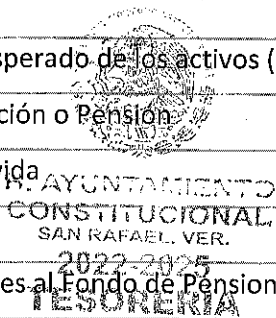 sperado de los activos (
ción o Pensión
vida
H. AYUNTAMIENTO
CONSTITUCIONAL
SAN RAFAEL, VER.
2022-2025
es al Fondo de Pension
TESORERÍA